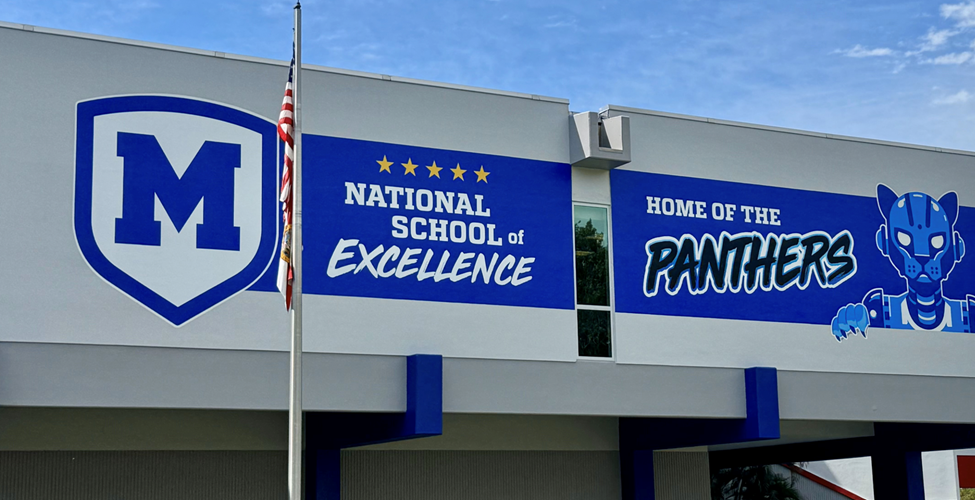 M
NATIONAL
SCHOOL of
EXCELLENCE
HOME OF THE
PANTHERS